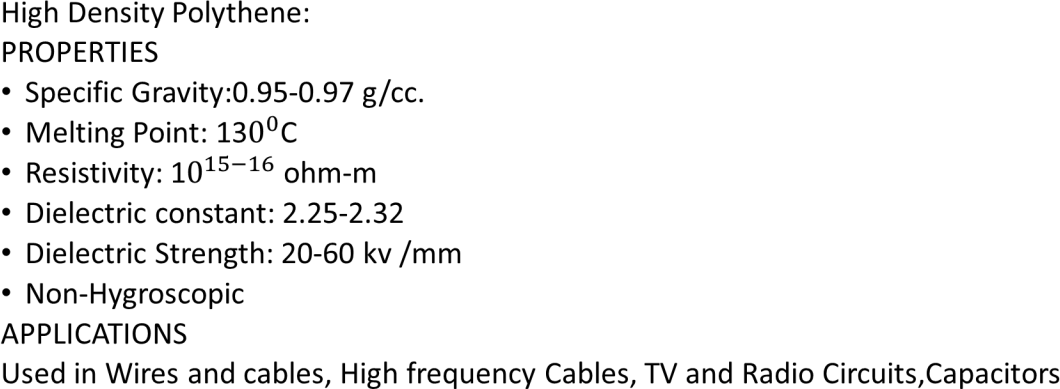 High Density Polythene:
PROPERTIES
• Specific Gravity:0.95-0.97 g/cc.
• Melting Point: 130⁰C
• Resistivity: 10¹⁵⁻¹⁶ ohm-m
• Dielectric constant: 2.25-2.32
• Dielectric Strength: 20-60 kv /mm
• Non-Hygroscopic
APPLICATIONS
Used in Wires and cables, High frequency Cables, TV and Radio Circuits,Capacitors